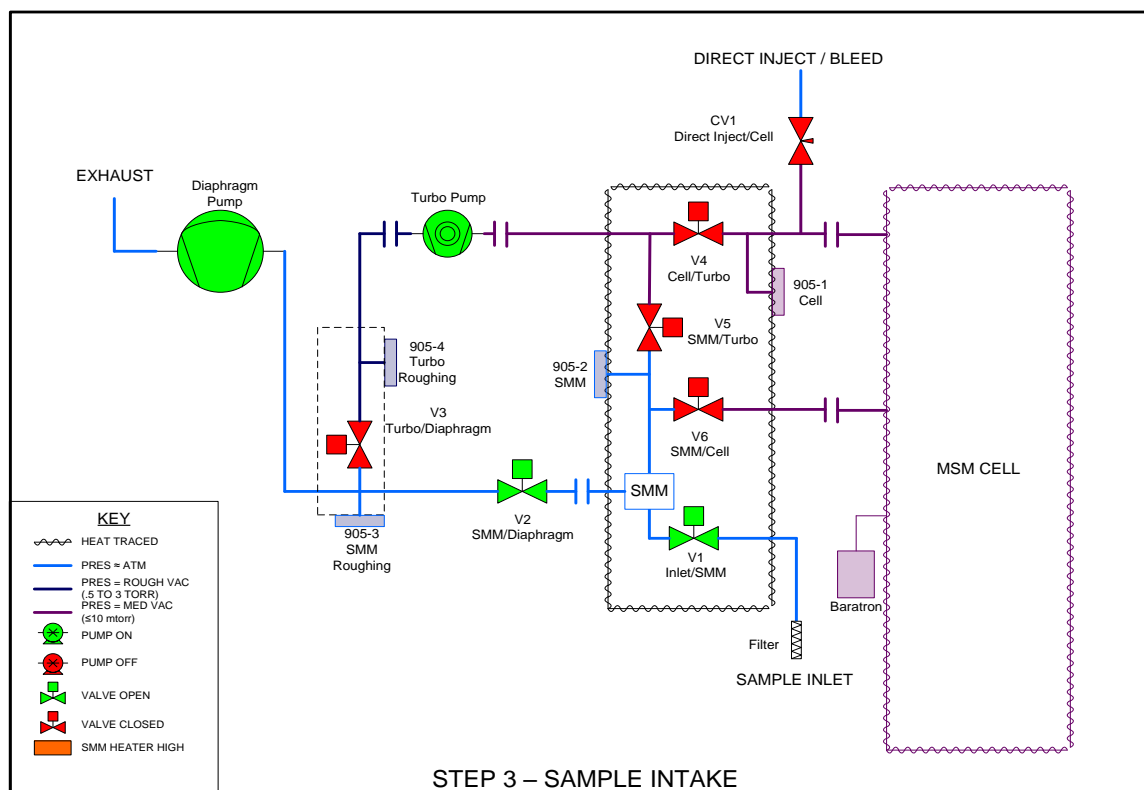 DIRECT INJECT / BLEED
CV1
Direct Inject/Cell
EXHAUST
Diaphragm
Pump
Turbo Pump
V4
Cell/Turbo
905-1
Cell
V5
SMM/Turbo
905-4
Turbo
Roughing
905-2
SMM
V3
Turbo/Diaphragm
V6
SMM/Cell
MSM CELL
SMM
V2
SMM/Diaphragm
905-3
SMM
Roughing
V1
Inlet/SMM
Baratron
Filter
SAMPLE INLET
KEY
HEAT TRACED
PRES ≈ ATM
PRES = ROUGH VAC
(.5 TO 3 TORR)
PRES = MED VAC
(≤10 mtorr)
PUMP ON
PUMP OFF
VALVE OPEN
VALVE CLOSED
SMM HEATER HIGH
STEP 3 – SAMPLE INTAKE